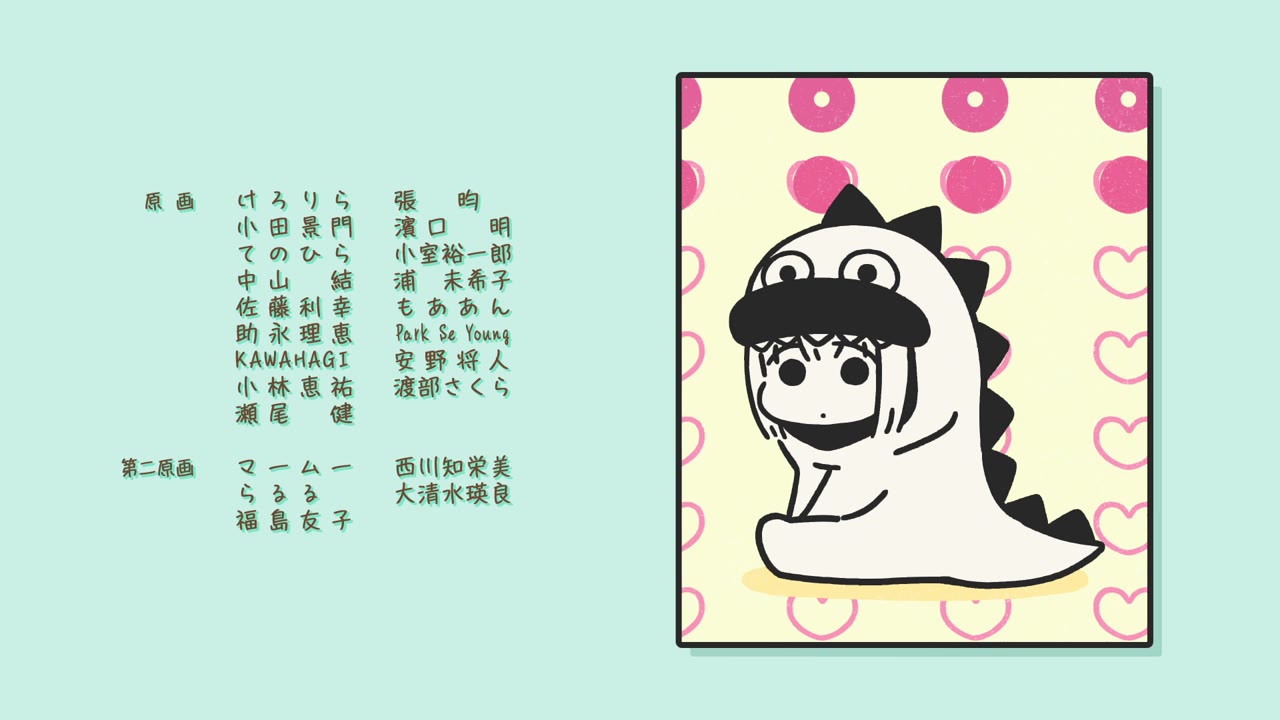 原画 けろりら 張昀
小田景門 濱口明
てのひら 小室裕一郎
中山結 浦未希子
佐藤利幸 もああん
助永理恵 Park Se Young
KAWAHAGI 安野将人
小林恵祐 渡部さくら
瀬尾健
第二原画 マームー 西川知栄美
らるる 大清水瑛良
福島友子